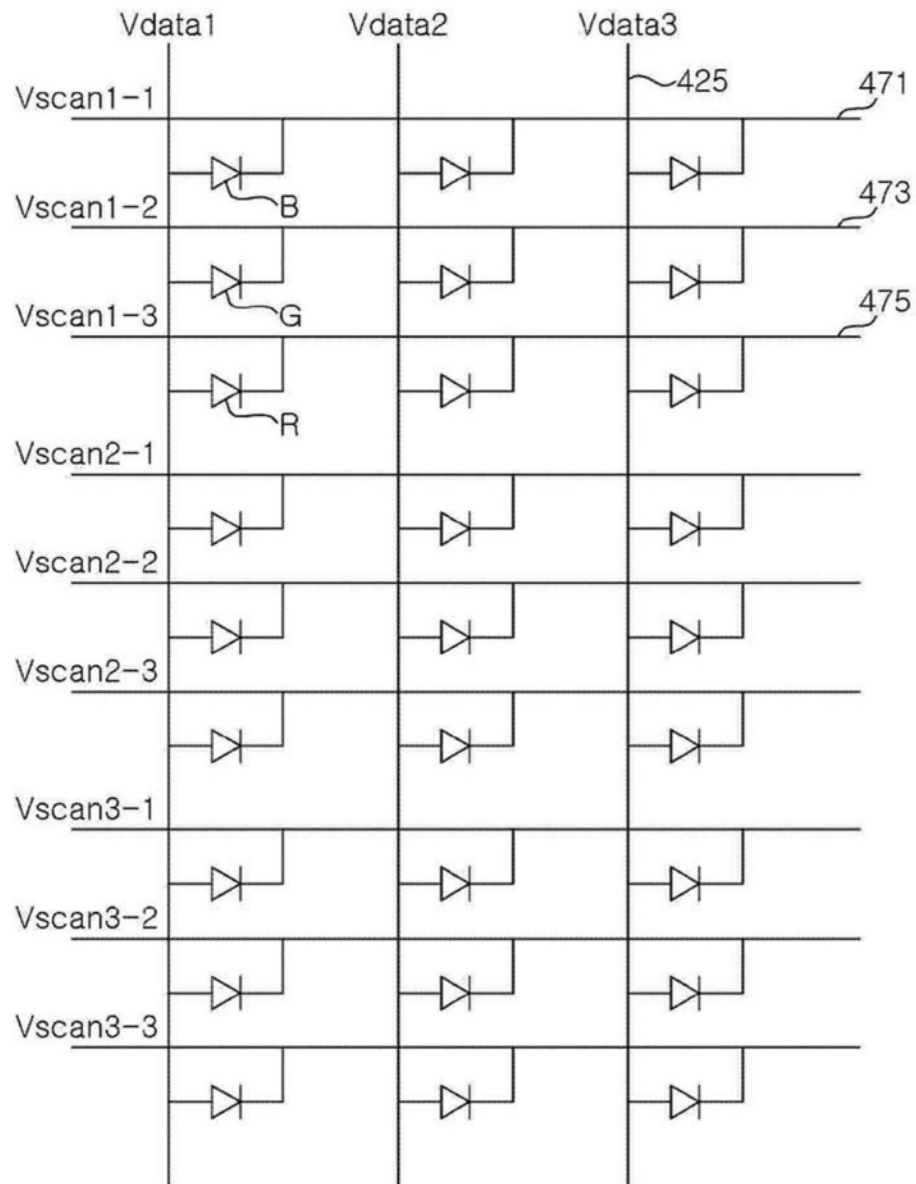 Vdata1 Vdata2 Vdata3
425
Vscan1-1 471
B
Vscan1-2 473
G
Vscan1-3 475
R
Vscan2-1
Vscan2-2
Vscan2-3
Vscan3-1
Vscan3-2
Vscan3-3